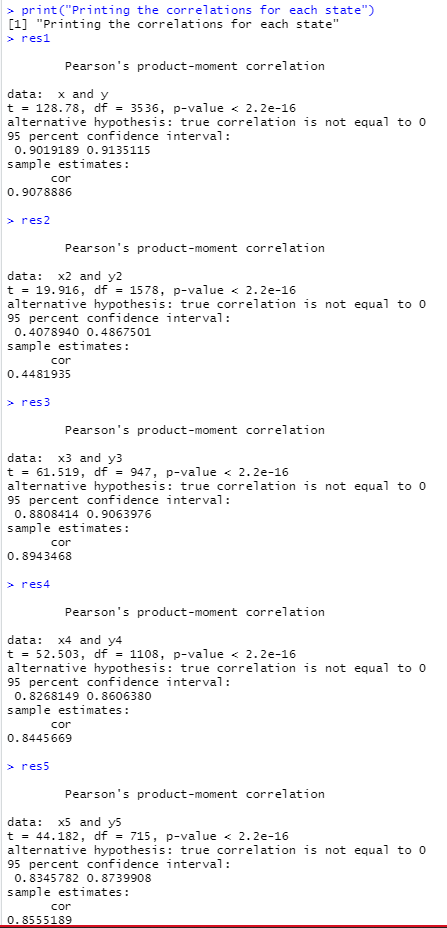 > print("Printing the correlations for each state")
[1] "Printing the correlations for each state"
> res1
Pearson's product-moment correlation
data:  x and y
t = 128.78, df = 3536, p-value < 2.2e-16
alternative hypothesis: true correlation is not equal to 0
95 percent confidence interval:
0.9019189 0.9135115
sample estimates:
cor
0.9078886
> res2
Pearson's product-moment correlation
data:  x2 and y2
t = 19.916, df = 1578, p-value < 2.2e-16
alternative hypothesis: true correlation is not equal to 0
95 percent confidence interval:
0.4078940 0.4867501
sample estimates:
cor
0.4481935
> res3
Pearson's product-moment correlation
data:  x3 and y3
t = 61.519, df = 947, p-value < 2.2e-16
alternative hypothesis: true correlation is not equal to 0
95 percent confidence interval:
0.8808414 0.9063976
sample estimates:
cor
0.8943468
> res4
Pearson's product-moment correlation
data:  x4 and y4
t = 52.503, df = 1108, p-value < 2.2e-16
alternative hypothesis: true correlation is not equal to 0
95 percent confidence interval:
0.8268149 0.8606380
sample estimates:
cor
0.8445669
> res5
Pearson's product-moment correlation
data:  x5 and y5
t = 44.182, df = 715, p-value < 2.2e-16
alternative hypothesis: true correlation is not equal to 0
95 percent confidence interval:
0.8345782 0.8739908
sample estimates:
cor
0.8555189